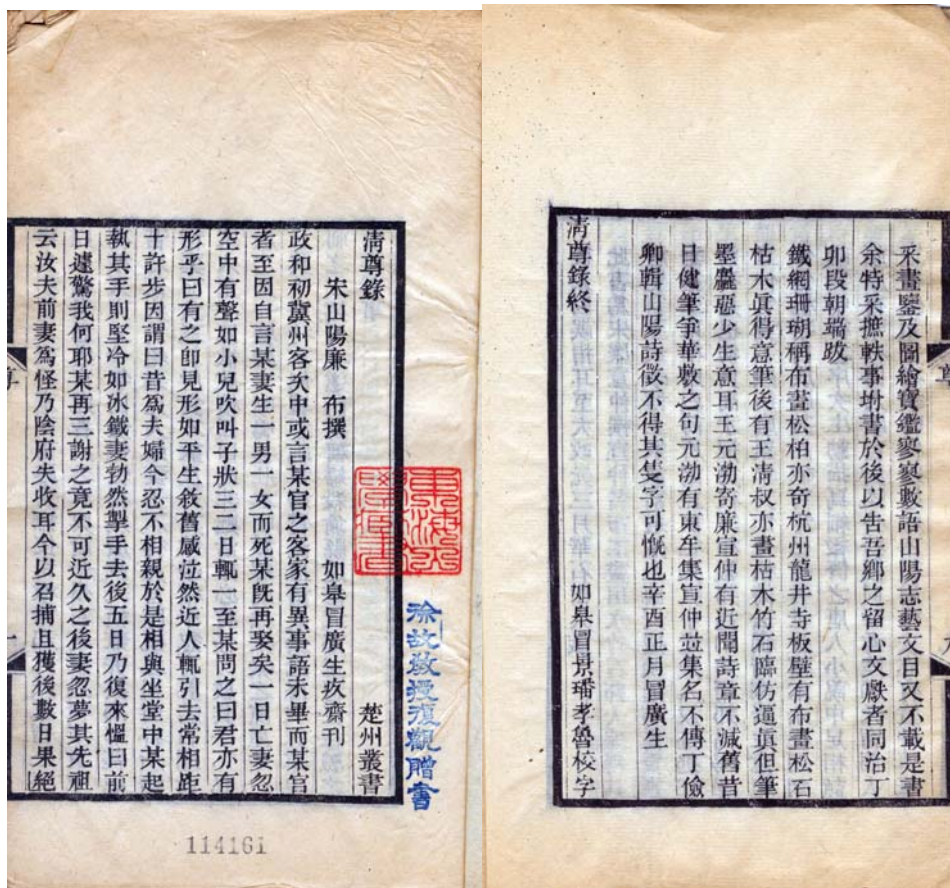 清尊錄 楚州叢書
宋山陽廉 布撰 如皋冒廣生疚齋刊
政和初冀州客次中或言某官之客家有異事語未畢而某官
者至因自言某妻生一男一女而死某旣再娶矣一日亡妻忽
空中有聲如小兒吹叫子狀三二日輒一至某問之曰君亦有
形乎曰有之卽見形如平生敘舊感泣然近人輒引去常相距
十許步因謂曰昔爲夫婦今忍不相親於是相與坐堂中某起
執其手則堅冷如冰鐵妻勃然掣手去後五日乃復來慍曰前
日遽驚我何耶某再三謝之竟不可近久之後妻忽夢其先祖
云汝夫前妻爲怪乃陰府失收耳今以召捕且獲後數日果絕
徐故教授復觀贈書
114161
采畫鑒及圖繪寶鑑寥寥數語山陽志藝文目又不載是書
余特采摭軼事坿書於後以告吾鄉之留心文獻者同治丁
卯段朝端跋
鐵網珊瑚稱布畫松柏亦奇杭州龍井寺板壁有布畫松石
枯木眞得意筆後有王清叔亦畫枯木竹石臨仿逼眞但筆
墨麤惡少生意耳王元渤寄廉宣仲有近聞詩章不減舊昔
日健筆爭華敷之句元渤有東牟集宣仲竝集名不傳丁儉
卿輯山陽詩徵不得其隻字可慨也辛酉正月冒廣生
如皋冒景璠孝魯校字
清尊錄終